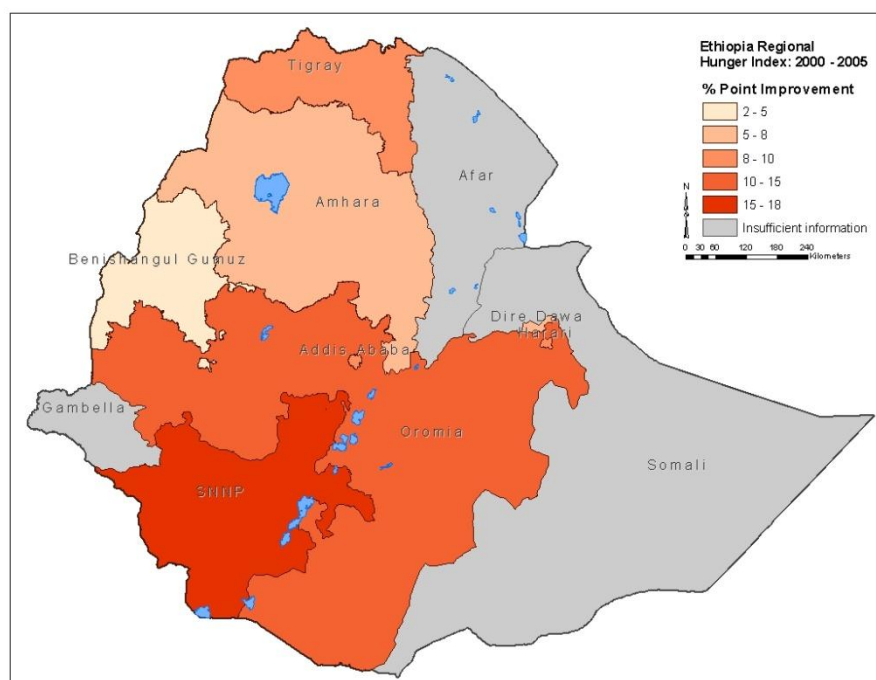 Ethiopia Regional
Hunger Index: 2000 - 2005
% Point Improvement
2 - 5
5 - 8
8 - 10
10 - 15
15 - 18
Insufficient information
N
0 30 60 120 180 240
Kilometers
Tigray
Afar
Amhara
Benishangul Gumuz
Dire Dawa
Harari
Addis Ababa
Gambella
Oromia
Somali
SNNP